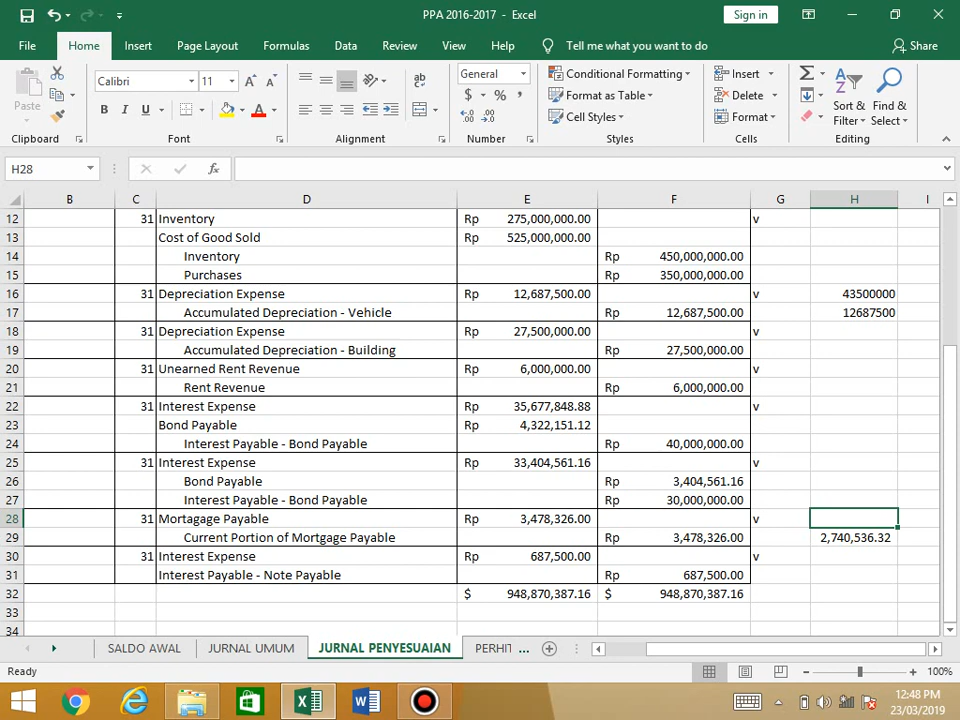 PPA 2016-2017 - Excel
Sign in
File Home Insert Page Layout Formulas Data Review View Help Tell me what you want to do Share
Paste
Calibri 11 A A
B I U A
ab
General
$ % ,
Conditional Formatting
Format as Table
Cell Styles
Insert
Delete
Format
Σ
Sort & Filter
Find & Select
Clipboard Font Alignment Number Styles Cells Editing
H28 fx
B C D E F G H I
12 31 Inventory Rp 275,000,000.00 v
13 Cost of Good Sold Rp 525,000,000.00
14 Inventory Rp 450,000,000.00
15 Purchases Rp 350,000,000.00
16 31 Depreciation Expense Rp 12,687,500.00 v 43500000
17 Accumulated Depreciation - Vehicle Rp 12,687,500.00 12687500
18 31 Depreciation Expense Rp 27,500,000.00 v
19 Accumulated Depreciation - Building Rp 27,500,000.00
20 31 Unearned Rent Revenue Rp 6,000,000.00 v
21 Rent Revenue Rp 6,000,000.00
22 31 Interest Expense Rp 35,677,848.88 v
23 Bond Payable Rp 4,322,151.12
24 Interest Payable - Bond Payable Rp 40,000,000.00
25 31 Interest Expense Rp 33,404,561.16 v
26 Bond Payable Rp 3,404,561.16
27 Interest Payable - Bond Payable Rp 30,000,000.00
28 31 Mortagage Payable Rp 3,478,326.00 v
29 Current Portion of Mortgage Payable Rp 3,478,326.00 2,740,536.32
30 31 Interest Expense Rp 687,500.00 v
31 Interest Payable - Note Payable Rp 687,500.00
32 $ 948,870,387.16 $ 948,870,387.16
33
34
SALDO AWAL JURNAL UMUM JURNAL PENYESUAIAN PERHIT ...
Ready 100%
12:48 PM
23/03/2019